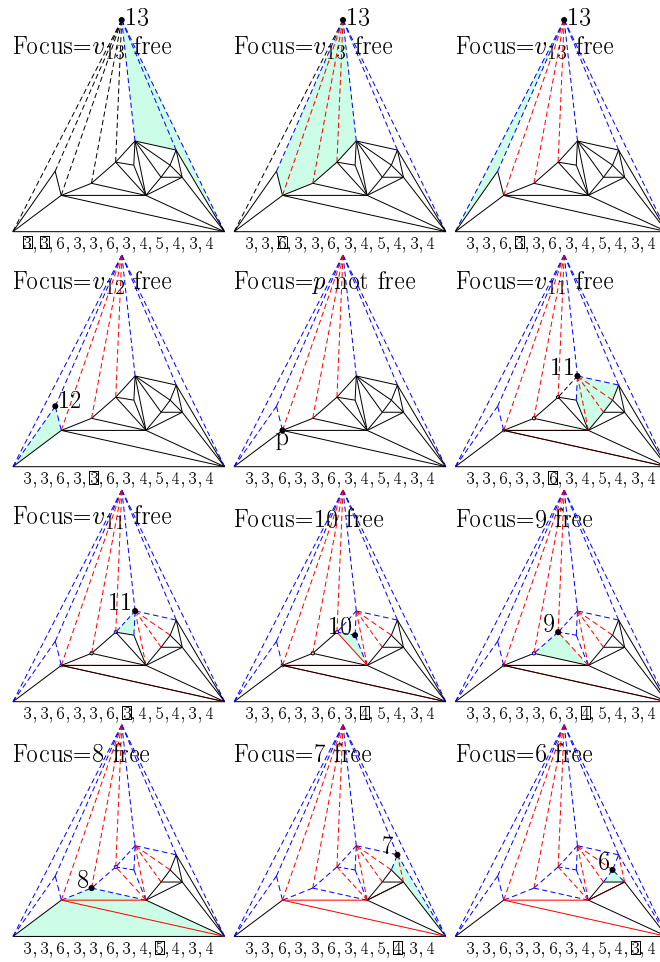 13 13 13
Focus=v₁₃ free Focus=v₁₃ free Focus=v₁₃ free
3, 3, 6, 3, 3, 6, 3, 4, 5, 4, 3, 4 3, 3, 6, 3, 3, 6, 3, 4, 5, 4, 3, 4 3, 3, 6, 3, 3, 6, 3, 4, 5, 4, 3, 4
Focus=v₁₂ free Focus=p not free Focus=v₁₁ free
12 p 11
3, 3, 6, 3, 3, 6, 3, 4, 5, 4, 3, 4 3, 3, 6, 3, 3, 6, 3, 4, 5, 4, 3, 4 3, 3, 6, 3, 3, 6, 3, 4, 5, 4, 3, 4
Focus=v₁₁ free Focus=10 free Focus=9 free
11 10 9
3, 3, 6, 3, 3, 6, 3, 4, 5, 4, 3, 4 3, 3, 6, 3, 3, 6, 3, 4, 5, 4, 3, 4 3, 3, 6, 3, 3, 6, 3, 4, 5, 4, 3, 4
Focus=8 free Focus=7 free Focus=6 free
8 7 6
3, 3, 6, 3, 3, 6, 3, 4, 5, 4, 3, 4 3, 3, 6, 3, 3, 6, 3, 4, 5, 4, 3, 4 3, 3, 6, 3, 3, 6, 3, 4, 5, 4, 3, 4